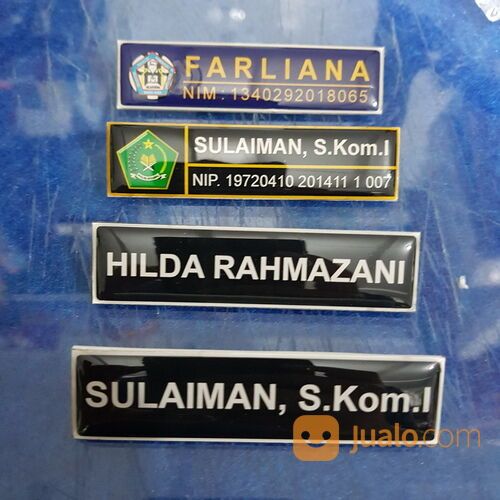 FARLIANA
NIM : 1340292018065
SULAIMAN, S.Kom.I
NIP. 19720410 201411 1 007
HILDA RAHMAZANI
SULAIMAN, S.Kom.I
Jualo.com